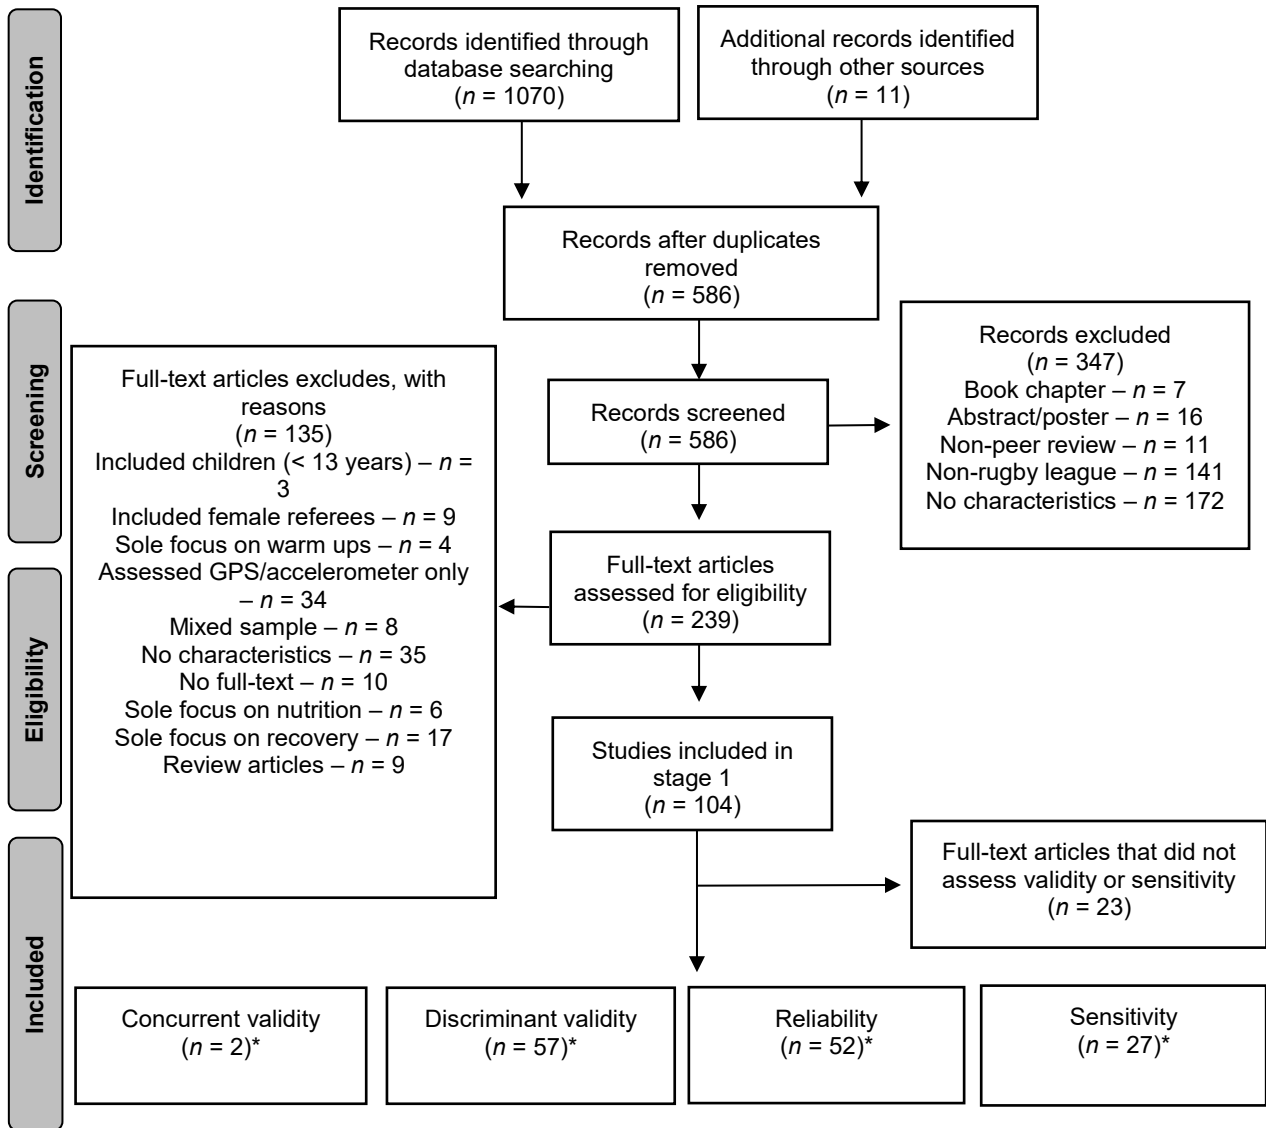 Identification
Records identified through
database searching
(n = 1070)
Additional records identified
through other sources
(n = 11)
Records after duplicates
removed
(n = 586)
Screening
Records screened
(n = 586)
Records excluded
(n = 347)
Book chapter – n = 7
Abstract/poster – n = 16
Non-peer review – n = 11
Non-rugby league – n = 141
No characteristics – n = 172
Full-text articles excludes, with
reasons
(n = 135)
Included children (< 13 years) – n =
3
Included female referees – n = 9
Sole focus on warm ups – n = 4
Assessed GPS/accelerometer only
– n = 34
Mixed sample – n = 8
No characteristics – n = 35
No full-text – n = 10
Sole focus on nutrition – n = 6
Sole focus on recovery – n = 17
Review articles – n = 9
Eligibility
Full-text articles
assessed for eligibility
(n = 239)
Studies included in
stage 1
(n = 104)
Full-text articles that did not
assess validity or sensitivity
(n = 23)
Included
Concurrent validity
(n = 2)*
Discriminant validity
(n = 57)*
Reliability
(n = 52)*
Sensitivity
(n = 27)*